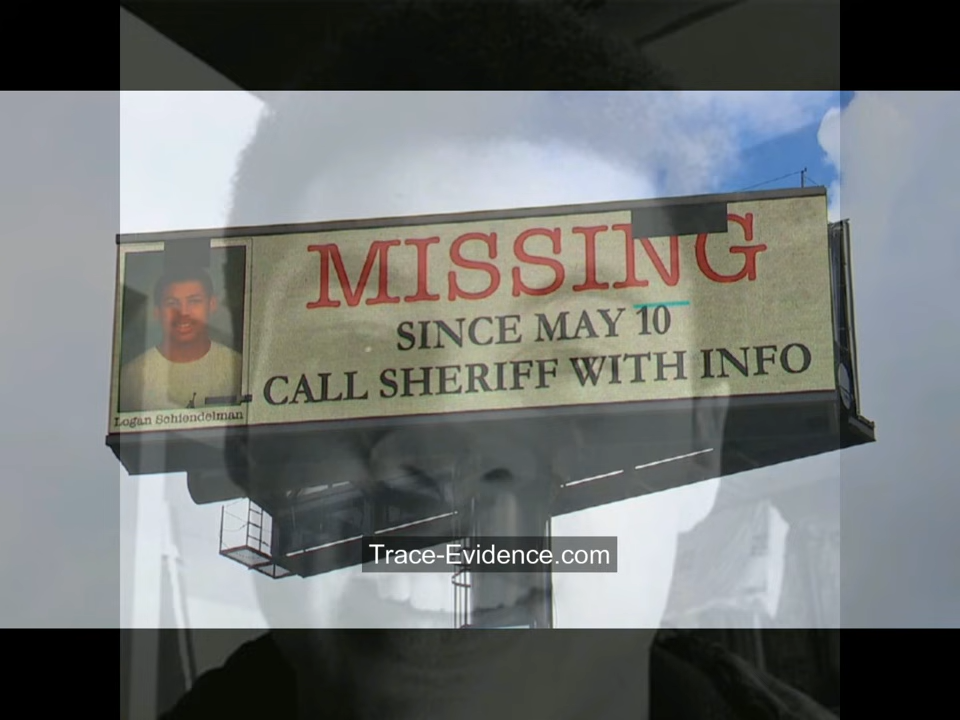 MISSING
SINCE MAY 10
CALL SHERIFF WITH INFO
Logan Schiendelman
Trace-Evidence.com